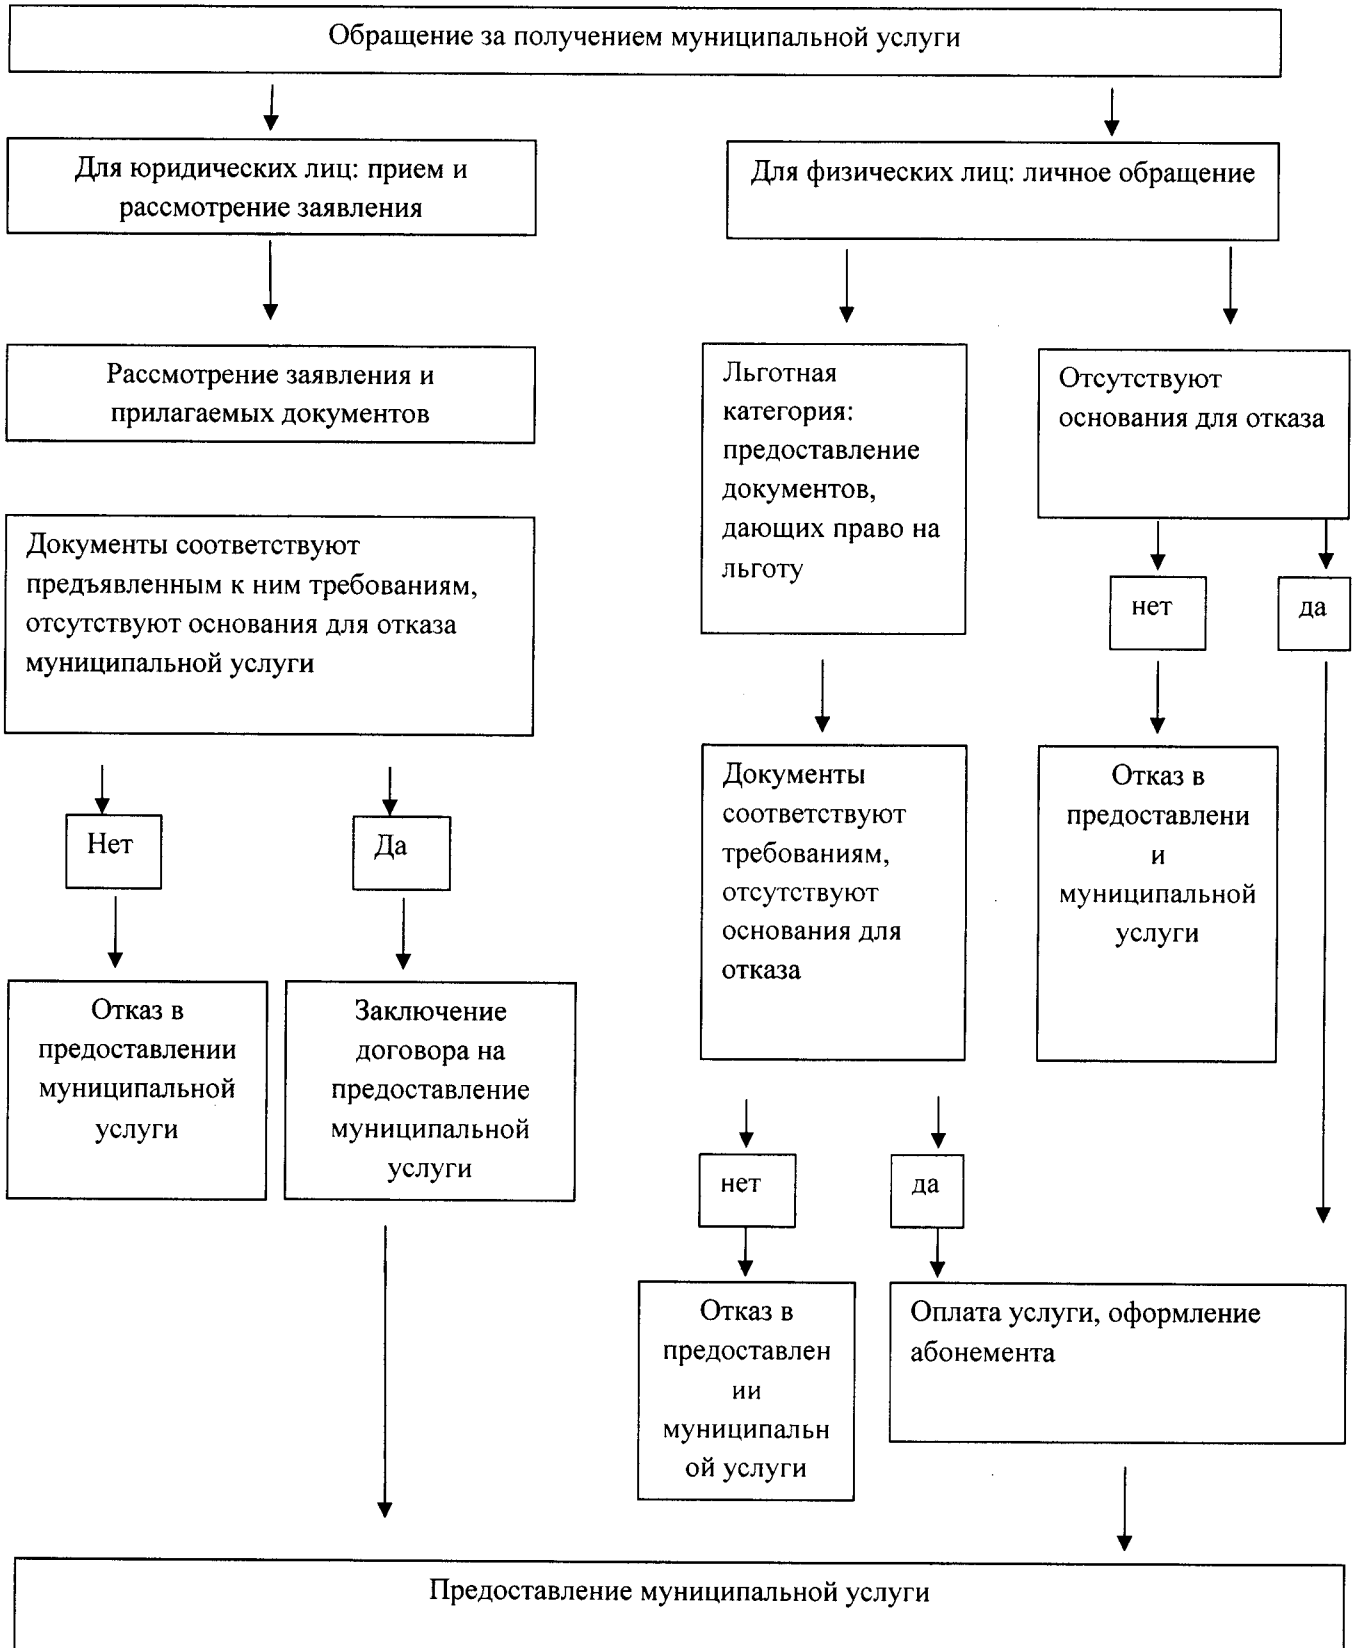 Обращение за получением муниципальной услуги
Для юридических лиц: прием и
рассмотрение заявления
Для физических лиц: личное обращение
Рассмотрение заявления и
прилагаемых документов
Льготная
категория:
предоставление
документов,
дающих право на
льготу
Отсутствуют
основания для отказа
Документы соответствуют
предъявленным к ним требованиям,
отсутствуют основания для отказа
муниципальной услуги
нет
да
Документы
соответствуют
требованиям,
отсутствуют
основания для
отказа
Отказ в
предоставлени
и
муниципальной
услуги
Нет
Да
Отказ в
предоставлении
муниципальной
услуги
Заключение
договора на
предоставление
муниципальной
услуги
нет
да
Отказ в
предоставлен
ии
муниципальн
ой услуги
Оплата услуги, оформление
абонемента
Предоставление муниципальной услуги